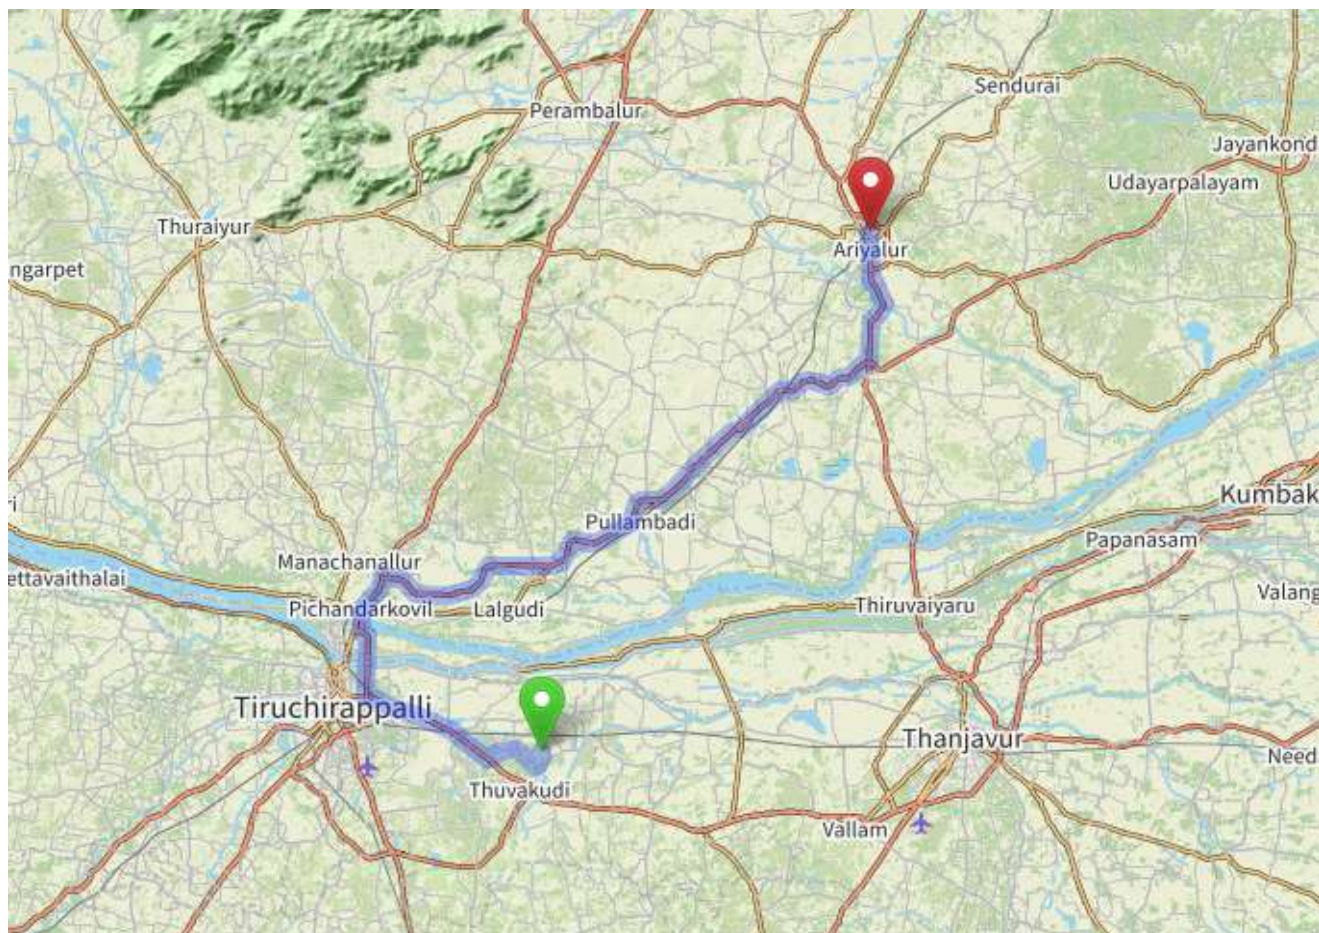 Sendurai
Perambalur
Jayankond
Udayarpalayam
Thuraiyur
Ariyalur
ngarpet
Kumbak
ri
Pullambadi
Papanasam
Manachanallur
ettavaithalai
Valang
Pichandarkovil
Lalgudi
Thiruvaiyaru
Tiruchirappalli
Thanjavur
Need
Thuvakudi
Vallam